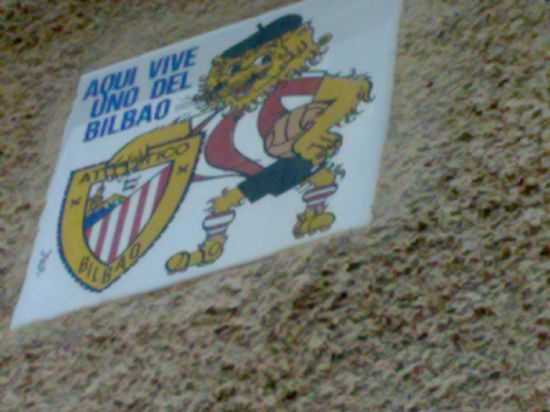 AQUI VIVE
UNO DEL
BILBAO
ATLETICO
BILBAO